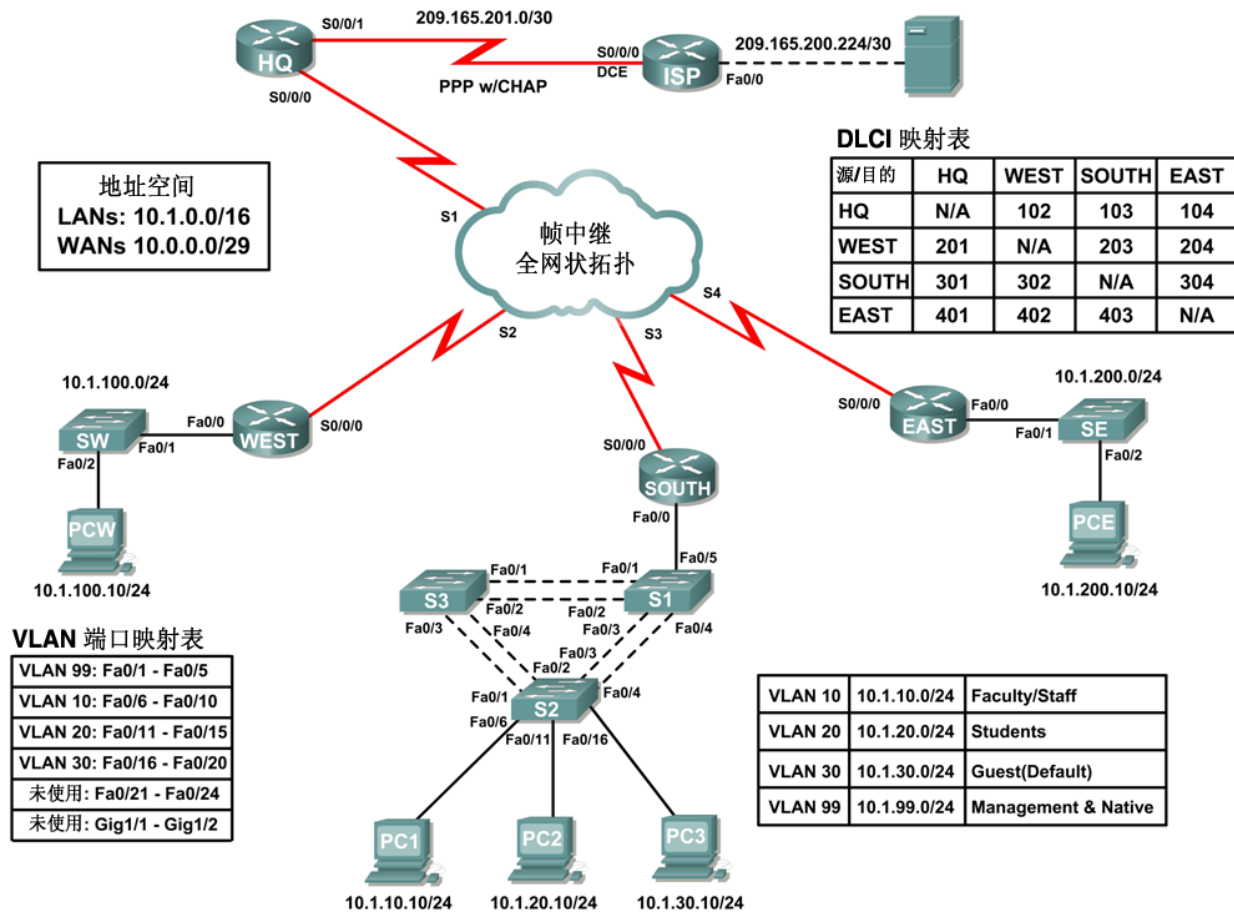 209.165.201.0/30
S0/0/1
HQ
S0/0/0
PPP w/CHAP
S0/0/0
DCE
ISP
Fa0/0
209.165.200.224/30
地址空间
LANs: 10.1.0.0/16
WANs 10.0.0.0/29
DLCI 映射表
源/目的 HQ WEST SOUTH EAST
HQ N/A 102 103 104
WEST 201 N/A 203 204
SOUTH 301 302 N/A 304
EAST 401 402 403 N/A
帧中继
全网状拓扑
S1
S2
S3
S4
10.1.100.0/24
SW
Fa0/1
Fa0/2
Fa0/0
WEST
S0/0/0
PCW
10.1.100.10/24
S0/0/0
SOUTH
Fa0/0
S0/0/0
EAST
Fa0/0
10.1.200.0/24
Fa0/1
SE
Fa0/2
PCE
10.1.200.10/24
Fa0/5
Fa0/1
Fa0/1
S3
S1
Fa0/2
Fa0/2
Fa0/3
Fa0/4
Fa0/3
Fa0/4
Fa0/3
Fa0/2
Fa0/1
Fa0/4
S2
Fa0/6
Fa0/11
Fa0/16
PC1
PC2
PC3
10.1.10.10/24
10.1.20.10/24
10.1.30.10/24
VLAN 端口映射表
VLAN 99: Fa0/1 - Fa0/5
VLAN 10: Fa0/6 - Fa0/10
VLAN 20: Fa0/11 - Fa0/15
VLAN 30: Fa0/16 - Fa0/20
未使用: Fa0/21 - Fa0/24
未使用: Gig1/1 - Gig1/2
VLAN 10 10.1.10.0/24 Faculty/Staff
VLAN 20 10.1.20.0/24 Students
VLAN 30 10.1.30.0/24 Guest(Default)
VLAN 99 10.1.99.0/24 Management & Native